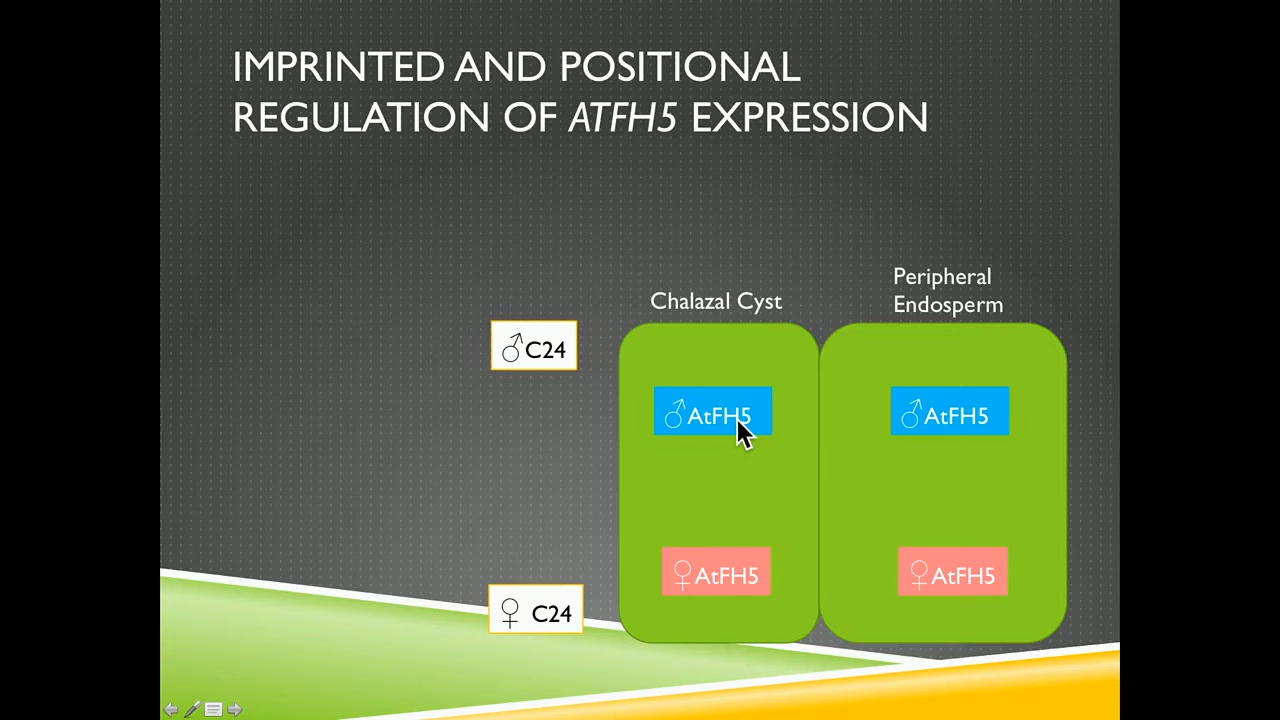 IMPRINTED AND POSITIONAL
REGULATION OF ATFH5 EXPRESSION
Chalazal Cyst
Peripheral
Endosperm
♂C24
♂AtFH5
♂AtFH5
♀AtFH5
♀AtFH5
♀ C24